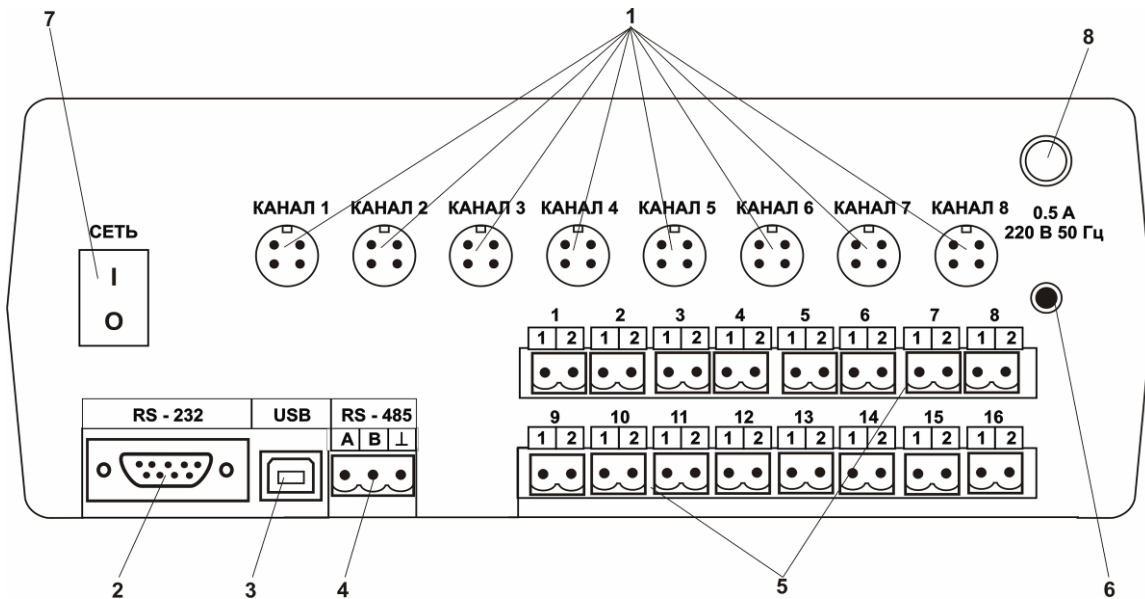 7
1
8
КАНАЛ 1 КАНАЛ 2 КАНАЛ 3 КАНАЛ 4 КАНАЛ 5 КАНАЛ 6 КАНАЛ 7 КАНАЛ 8
0.5 А
220 В 50 Гц
СЕТЬ
I
O
1 2 3 4 5 6 7 8
1 2 1 2 1 2 1 2 1 2 1 2 1 2 1 2
RS - 232 USB RS - 485
A B ⊥
9 10 11 12 13 14 15 16
1 2 1 2 1 2 1 2 1 2 1 2 1 2 1 2
2 3 4 5 6